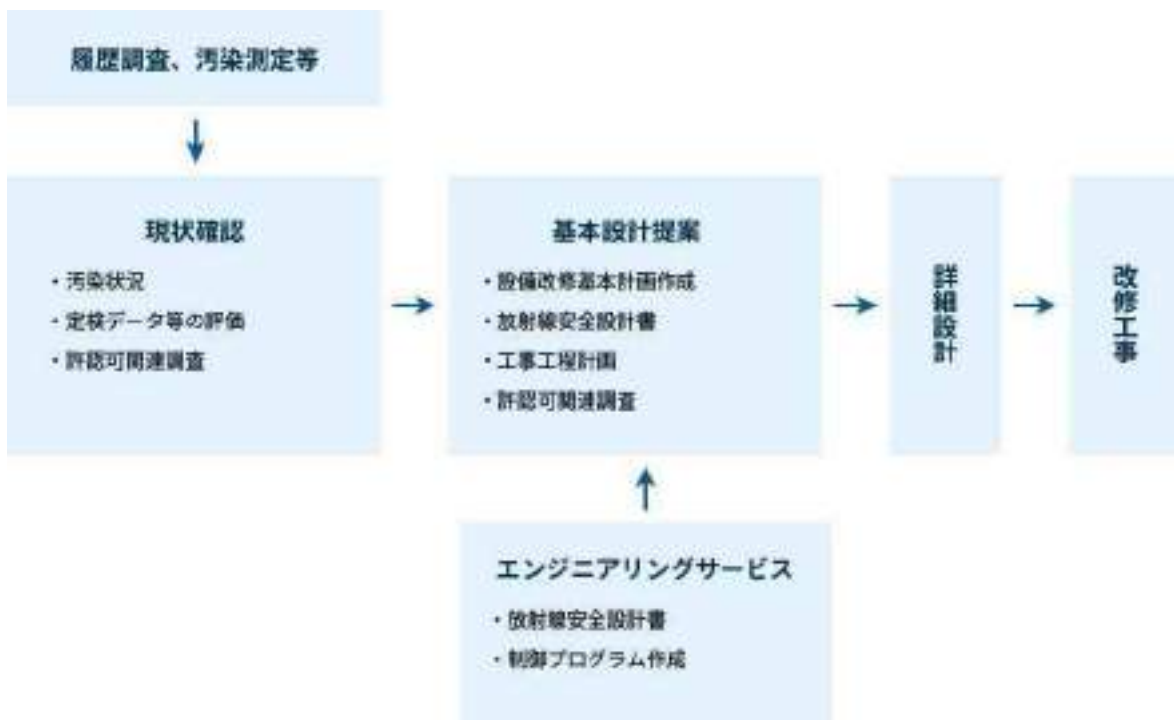 履歴調査、汚染測定等
現状確認
・汚染状況
・定検データ等の評価
・許認可関連調査
基本設計提案
・設備改修基本計画作成
・放射線安全設計書
・工事工程計画
・許認可関連調査
詳細設計
改修工事
エンジニアリングサービス
・放射線安全設計書
・制御プログラム作成